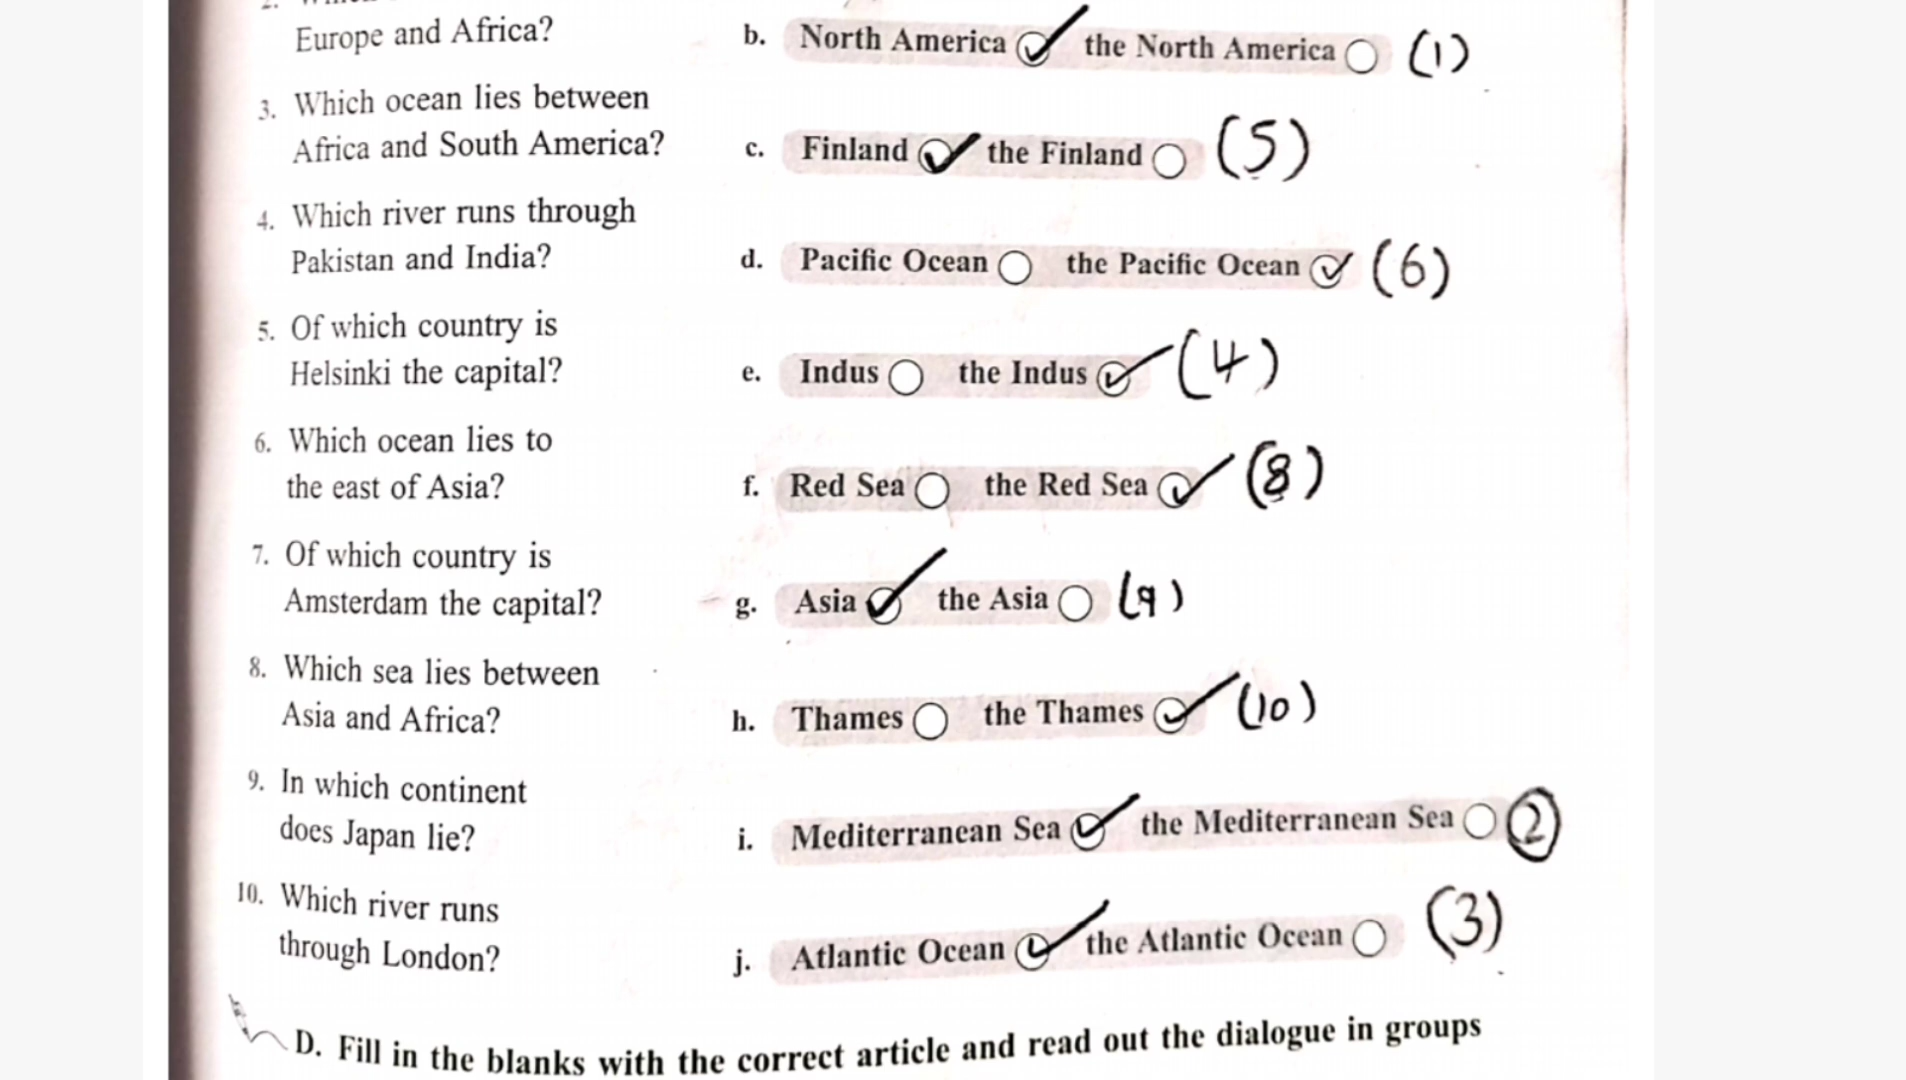 Europe and Africa?
3. Which ocean lies between
Africa and South America?
4. Which river runs through
Pakistan and India?
5. Of which country is
Helsinki the capital?
6. Which ocean lies to
the east of Asia?
7. Of which country is
Amsterdam the capital?
8. Which sea lies between
Asia and Africa?
9. In which continent
does Japan lie?
10. Which river runs
through London?
b. North America the North America (1)
c. Finland the Finland (5)
d. Pacific Ocean the Pacific Ocean (6)
e. Indus the Indus (4)
f. Red Sea the Red Sea (8)
g. Asia the Asia (9)
h. Thames the Thames (10)
i. Mediterranean Sea the Mediterranean Sea 2
j. Atlantic Ocean the Atlantic Ocean (3)
D. Fill in the blanks with the correct article and read out the dialogue in groups